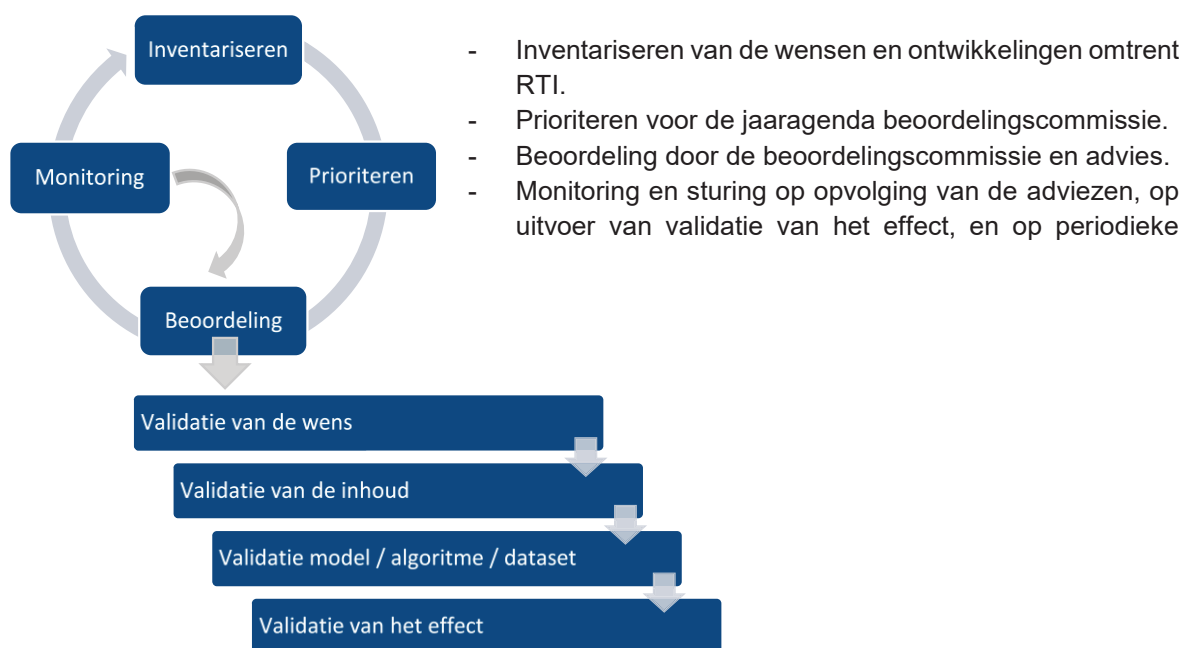 Inventariseren
Monitoring
Prioriteren
Beoordeling
- Inventariseren van de wensen en ontwikkelingen omtrent
RTI.
- Prioriteren voor de jaaragenda beoordelingscommissie.
- Beoordeling door de beoordelingscommissie en advies.
- Monitoring en sturing op opvolging van de adviezen, op
uitvoer van validatie van het effect, en op periodieke
Validatie van de wens
Validatie van de inhoud
Validatie model / algoritme / dataset
Validatie van het effect